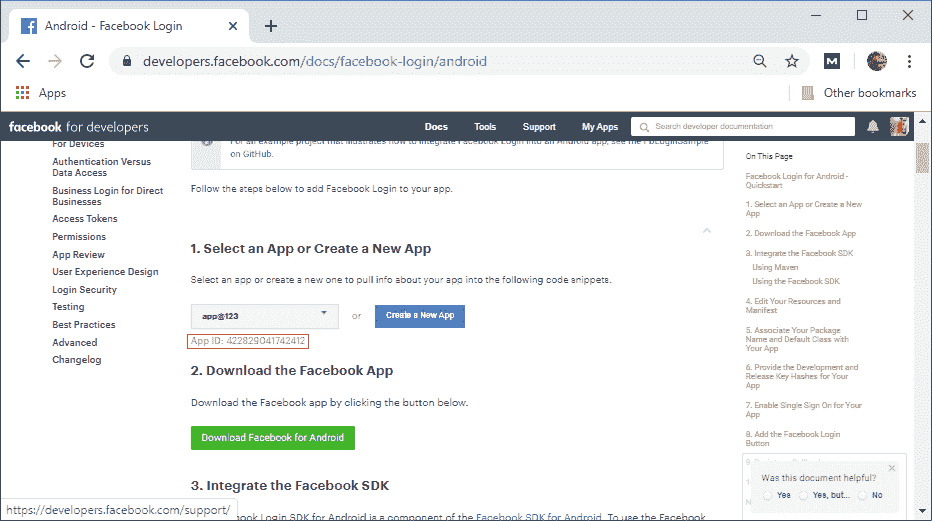 Android - Facebook Login
developers.facebook.com/docs/facebook-login/android
M
Apps
Other bookmarks
facebook for developers
Docs
Tools
Support
My Apps
Search developer documentation
For Devices
Authentication Versus
Data Access
Business Login for Direct
Businesses
Access Tokens
Permissions
App Review
User Experience Design
Login Security
Testing
Best Practices
Advanced
Changelog
For an example project that illustrates how to integrate Facebook Login into an Android app, see the FBLoginSample
on GitHub.
Follow the steps below to add Facebook Login to your app.
1. Select an App or Create a New App
Select an app or create a new one to pull info about your app into the following code snippets.
app@123
or
Create a New App
App ID: 422829041742412
2. Download the Facebook App
Download the Facebook app by clicking the button below.
Download Facebook for Android
3. Integrate the Facebook SDK
ebook Login SDK for Android is a component of the Facebook SDK for Android. To use the Facebook
On This Page
Facebook Login for Android -
Quickstart
1. Select an App or Create a New
App
2. Download the Facebook App
3. Integrate the Facebook SDK
Using Maven
Using the Facebook SDK
4. Edit Your Resources and
Manifest
5. Associate Your Package
Name and Default Class with
Your App
6. Provide the Development and
Release Key Hashes for Your
App
7. Enable Single Sign On for Your
App
8. Add the Facebook Login
Button
Was this document helpful?
Yes
Yes, but...
No
https://developers.facebook.com/support/